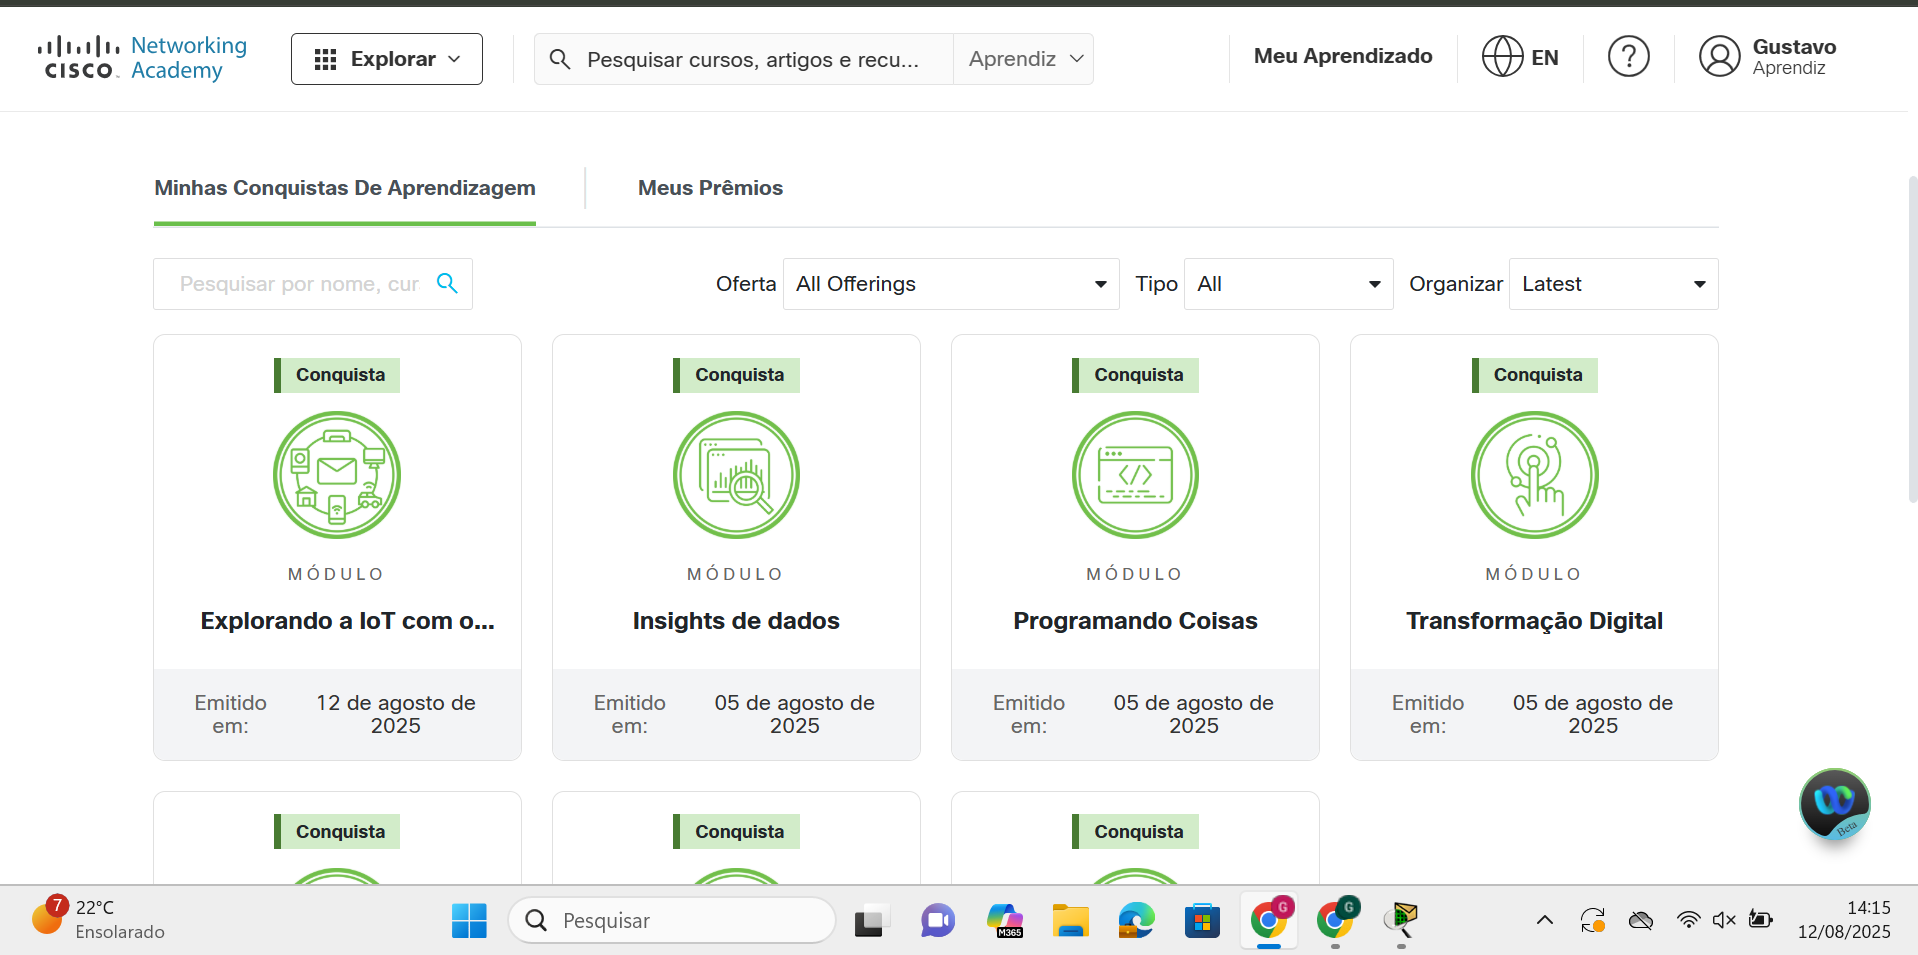 CISCO Networking Academy
Explorar
Pesquisar cursos, artigos e recu...
Aprendiz
Meu Aprendizado
EN
?
Gustavo
Aprendiz
Minhas Conquistas De Aprendizagem
Meus Prêmios
Pesquisar por nome, cur
Oferta
All Offerings
Tipo
All
Organizar
Latest
Conquista
MÓDULO
Explorando a IoT com o...
Emitido em:
12 de agosto de 2025
Conquista
MÓDULO
Insights de dados
Emitido em:
05 de agosto de 2025
Conquista
</>
MÓDULO
Programando Coisas
Emitido em:
05 de agosto de 2025
Conquista
MÓDULO
Transformação Digital
Emitido em:
05 de agosto de 2025
Conquista
Conquista
Conquista
Beta
7
22°C
Ensolarado
Pesquisar
M365
G
G
14:15
12/08/2025